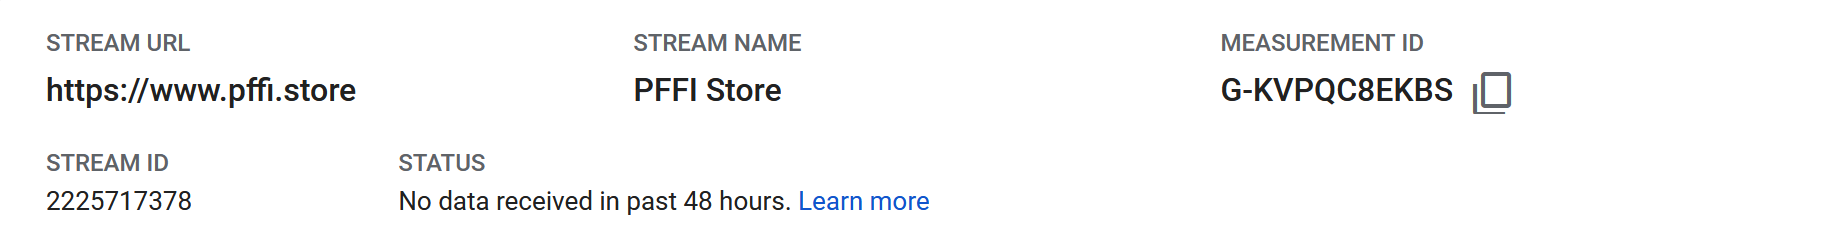 STREAM URL
https://www.pffi.store
STREAM NAME
PFFI Store
MEASUREMENT ID
G-KVPQC8EKBS
STREAM ID
2225717378
STATUS
No data received in past 48 hours. Learn more